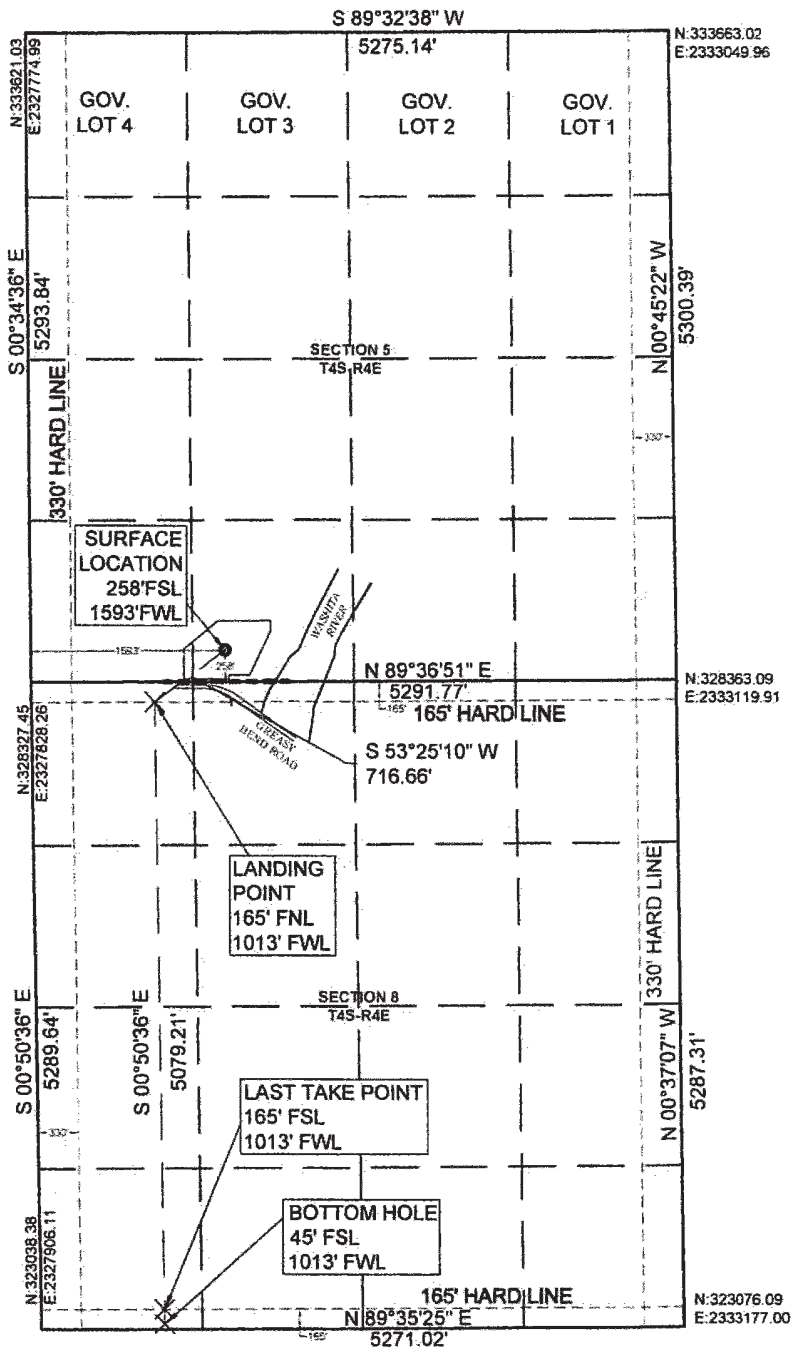 S 89°32'38" W
5275.14'
N:333621.03
E:2327774.99
N:333663.02
E:2333049.96
GOV.
LOT 4
GOV.
LOT 3
GOV.
LOT 2
GOV.
LOT 1
S 00°34'36" E
5293.84'
N 00°45'22" W
5300.39'
SECTION 5
T4S-R4E
330' HARD LINE
330'
SURFACE
LOCATION
258'FSL
1593'FWL
WASHITA
RIVER
1593'
258'
N 89°36'51" E
5291.77'
N:328363.09
E:2333119.91
165'
165' HARD LINE
N:328327.45
E:2327828.26
GREASY
BEND ROAD
S 53°25'10" W
716.66'
LANDING
POINT
165' FNL
1013' FWL
330' HARD LINE
SECTION 8
T4S-R4E
S 00°50'36" E
5289.64'
S 00°50'36" E
5079.21'
N 00°37'07" W
5287.31'
LAST TAKE POINT
165' FSL
1013' FWL
330'
BOTTOM HOLE
45' FSL
1013' FWL
N:323038.38
E:2327906.11
165' HARD LINE
N:323076.09
E:2333177.00
N 89°35'25" E
165'
5271.02'